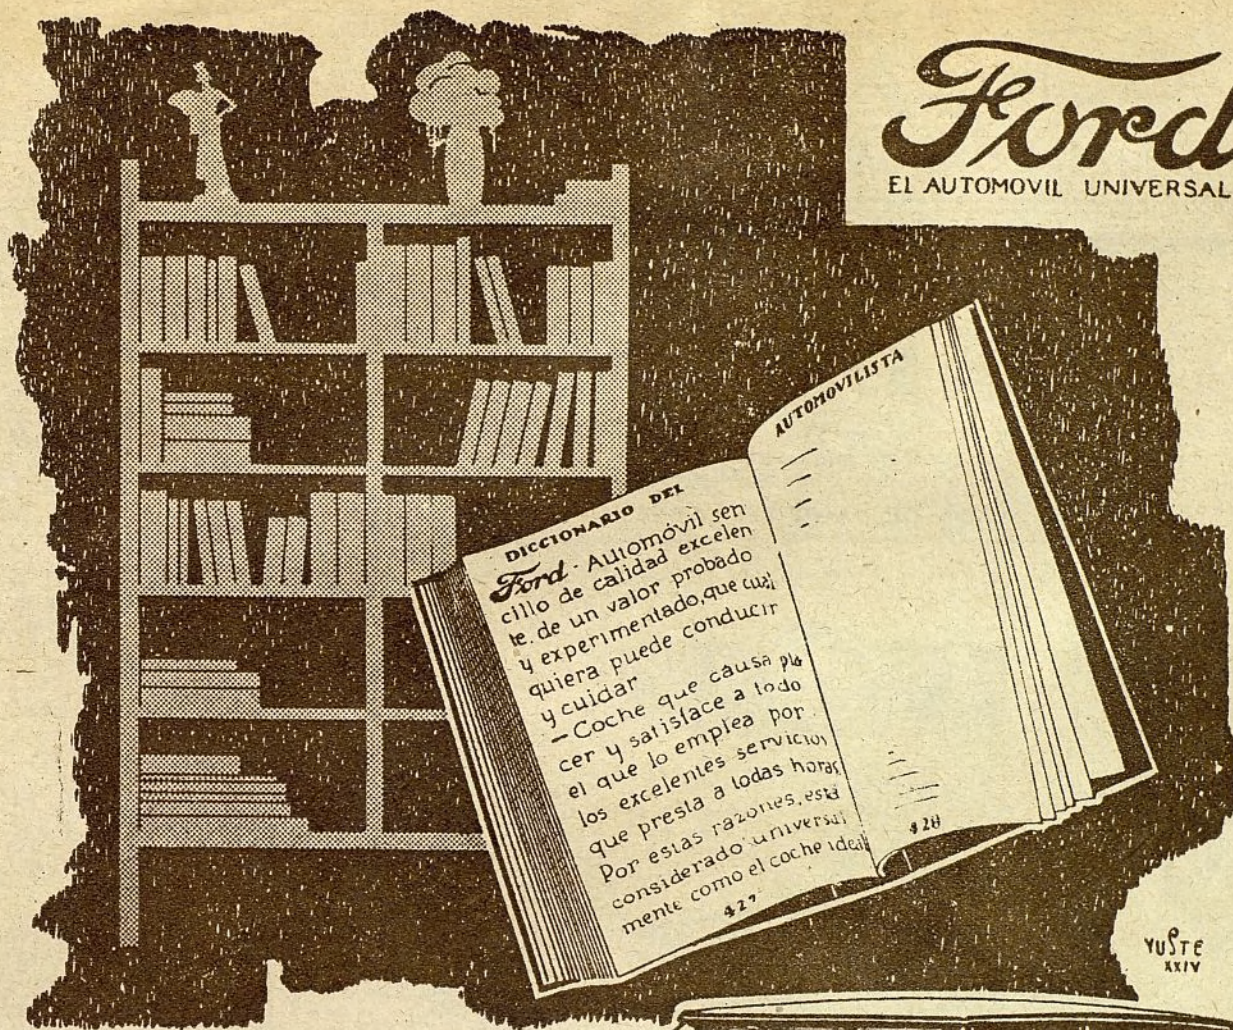 Ford
EL AUTOMOVIL UNIVERSAL
DICCIONARIO DEL
AUTOMOVILISTA
Ford - Automóvil sen
cillo de calidad excelen
te. de un valor probado
y experimentado, que cual
quiera puede conducir
y cuidar
- Coche que causa pla
cer y satisface a todo
el que lo emplea por
los excelentes servicios
que presta a todas horas
Por estas razones, está
considerado universal
mente como el coche ideal
427
428
YUSTE
XXIV